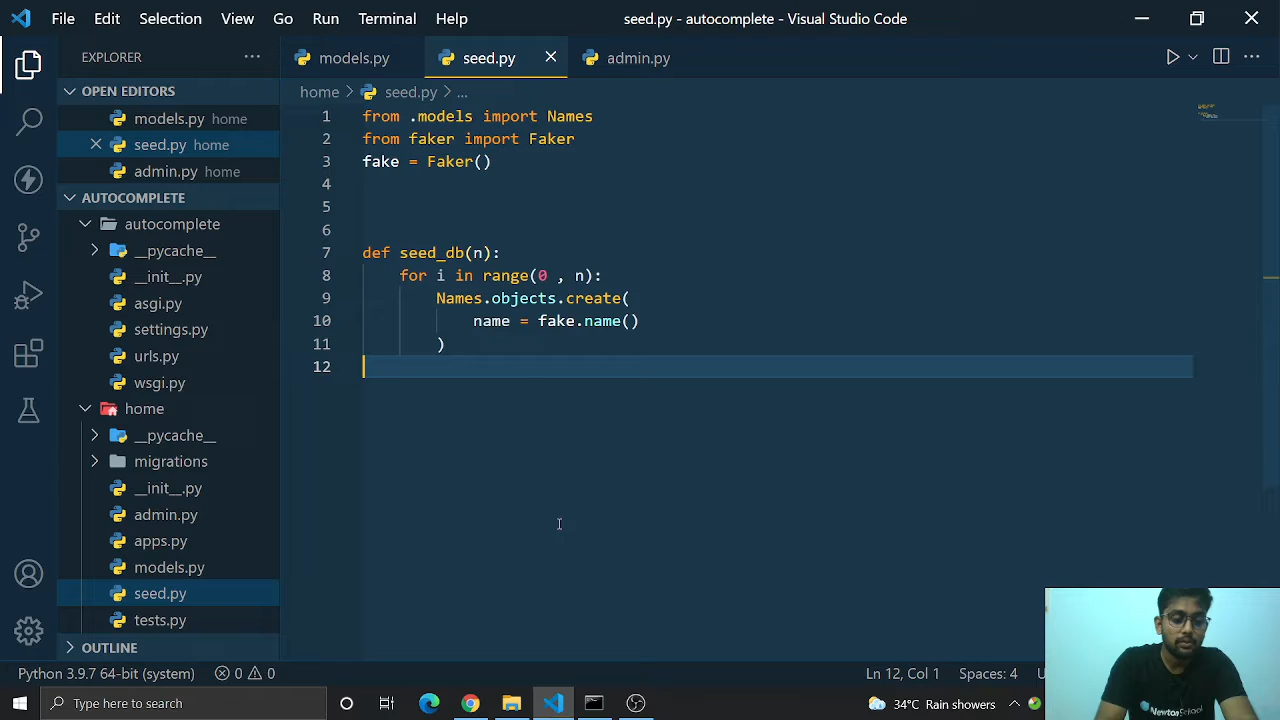 File Edit Selection View Go Run Terminal Help seed.py - autocomplete - Visual Studio Code
EXPLORER
models.py seed.py admin.py
OPEN EDITORS
models.py home
seed.py home
admin.py home
AUTOCOMPLETE
autocomplete
__pycache__
__init__.py
asgi.py
settings.py
urls.py
wsgi.py
home
__pycache__
migrations
__init__.py
admin.py
apps.py
models.py
seed.py
tests.py
OUTLINE
home > seed.py > ...
1 from .models import Names
2 from faker import Faker
3 fake = Faker()
4
5
6
7 def seed_db(n):
8 for i in range(0 , n):
9 Names.objects.create(
10 name = fake.name()
11 )
12
Python 3.9.7 64-bit (system) 0 0 Ln 12, Col 1 Spaces: 4
Type here to search 34°C Rain showers
Newton School